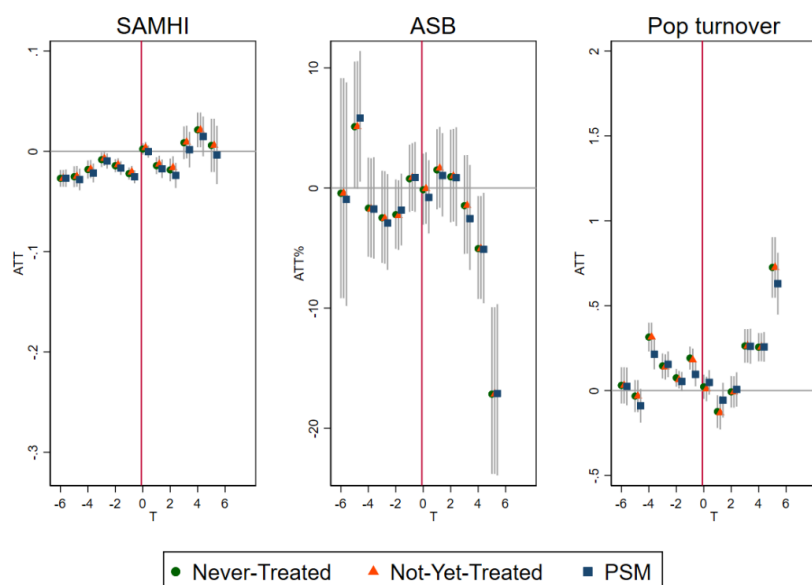 SAMHI
ASB
Pop turnover
.1
0
-.1
-.2
-.3
ATT
-6 -4 -2 0 2 4 6
T
10
0
-10
-20
ATT%
-6 -4 -2 0 2 4 6
T
2
1.5
1
.5
0
-.5
ATT
-6 -4 -2 0 2 4 6
T
Never-Treated Not-Yet-Treated PSM